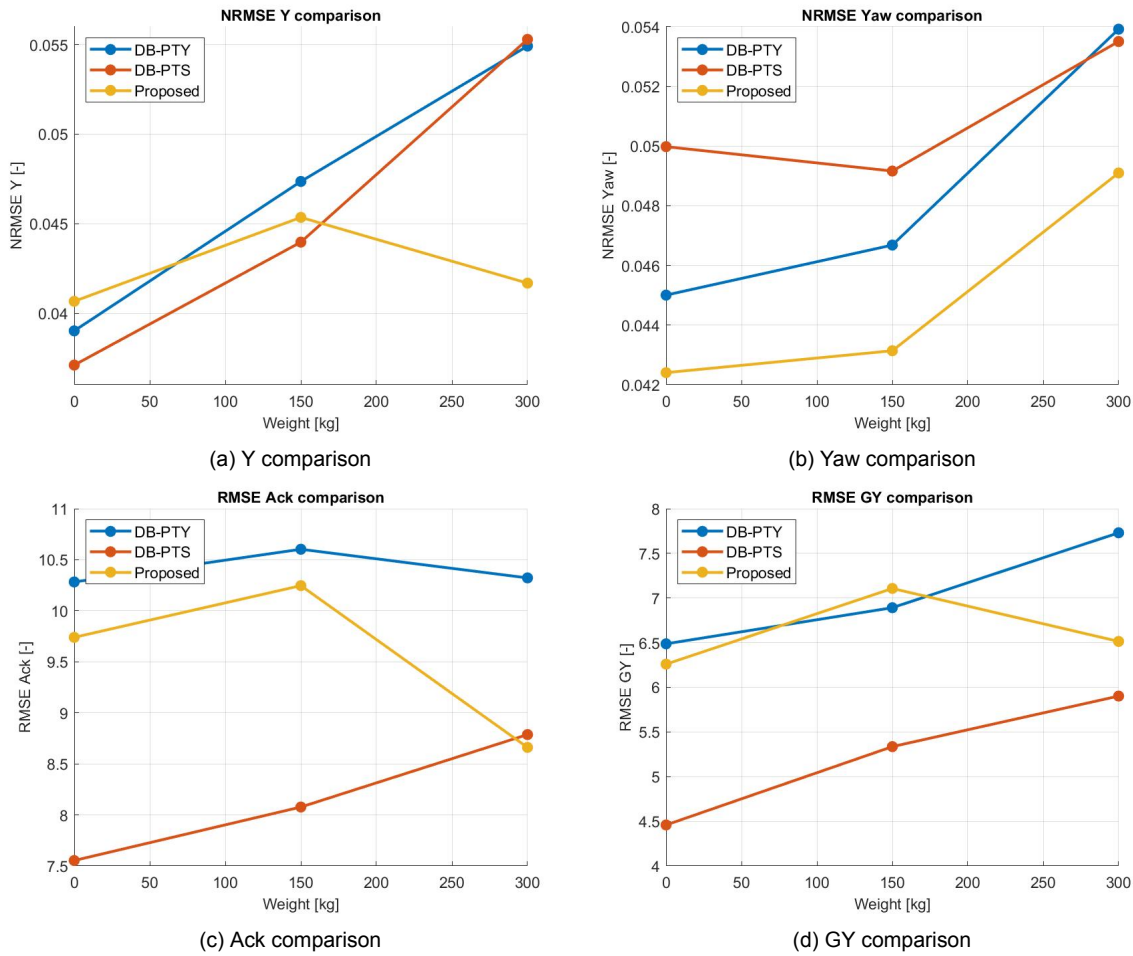 NRMSE Y comparison
DB-PTY
DB-PTS
Proposed
0.055
0.05
0.045
0.04
NRMSE Y [-]
0 50 100 150 200 250 300
Weight [kg]
(a) Y comparison
NRMSE Yaw comparison
DB-PTY
DB-PTS
Proposed
0.054
0.052
0.05
0.048
0.046
0.044
0.042
NRMSE Yaw [-]
0 50 100 150 200 250 300
Weight [kg]
(b) Yaw comparison
RMSE Ack comparison
DB-PTY
DB-PTS
Proposed
11
10.5
10
9.5
9
8.5
8
7.5
RMSE Ack [-]
0 50 100 150 200 250 300
Weight [kg]
(c) Ack comparison
RMSE GY comparison
DB-PTY
DB-PTS
Proposed
8
7.5
7
6.5
6
5.5
5
4.5
4
RMSE GY [-]
0 50 100 150 200 250 300
Weight [kg]
(d) GY comparison